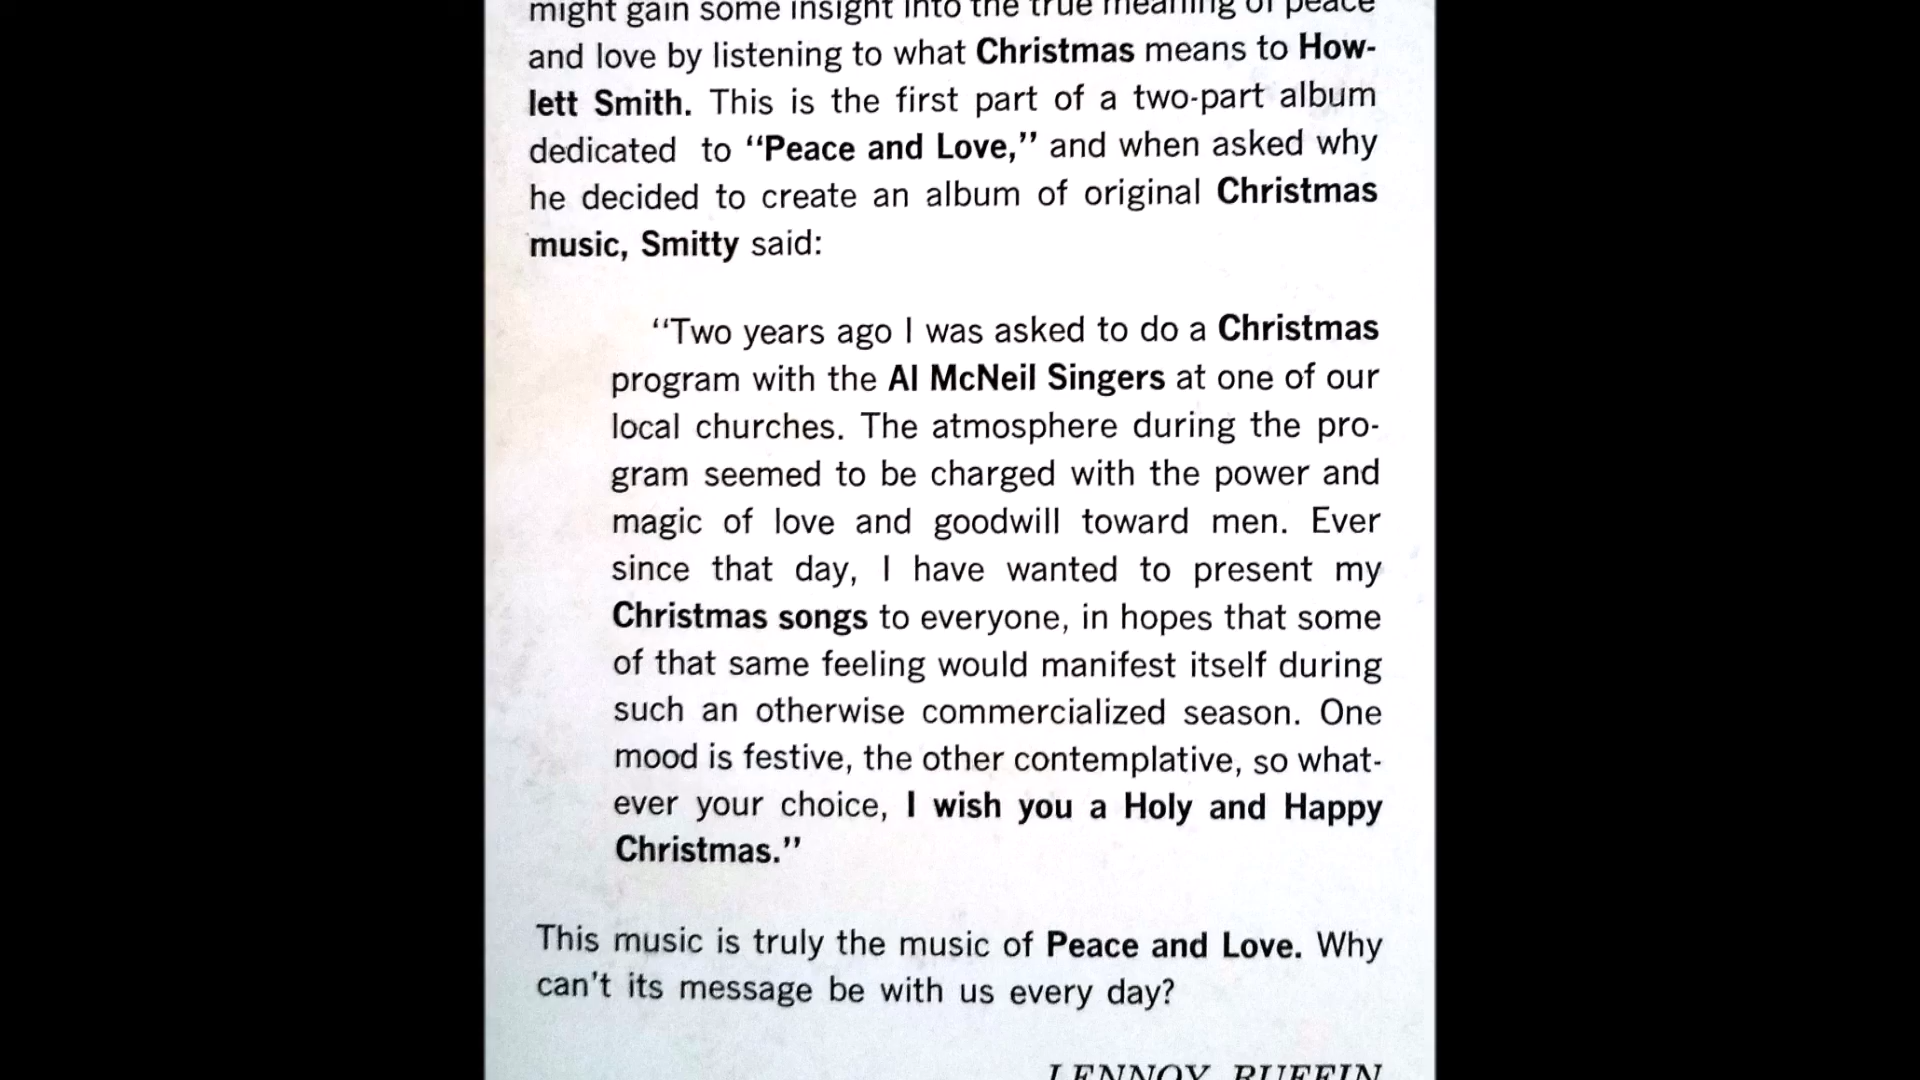 might gain some insight into the true meaning of peace
and love by listening to what Christmas means to How-
lett Smith. This is the first part of a two-part album
dedicated to “Peace and Love,” and when asked why
he decided to create an album of original Christmas
music, Smitty said:
“Two years ago I was asked to do a Christmas
program with the Al McNeil Singers at one of our
local churches. The atmosphere during the pro-
gram seemed to be charged with the power and
magic of love and goodwill toward men. Ever
since that day, I have wanted to present my
Christmas songs to everyone, in hopes that some
of that same feeling would manifest itself during
such an otherwise commercialized season. One
mood is festive, the other contemplative, so what-
ever your choice, I wish you a Holy and Happy
Christmas.”
This music is truly the music of Peace and Love. Why
can't its message be with us every day?
LENNOY RUFFIN